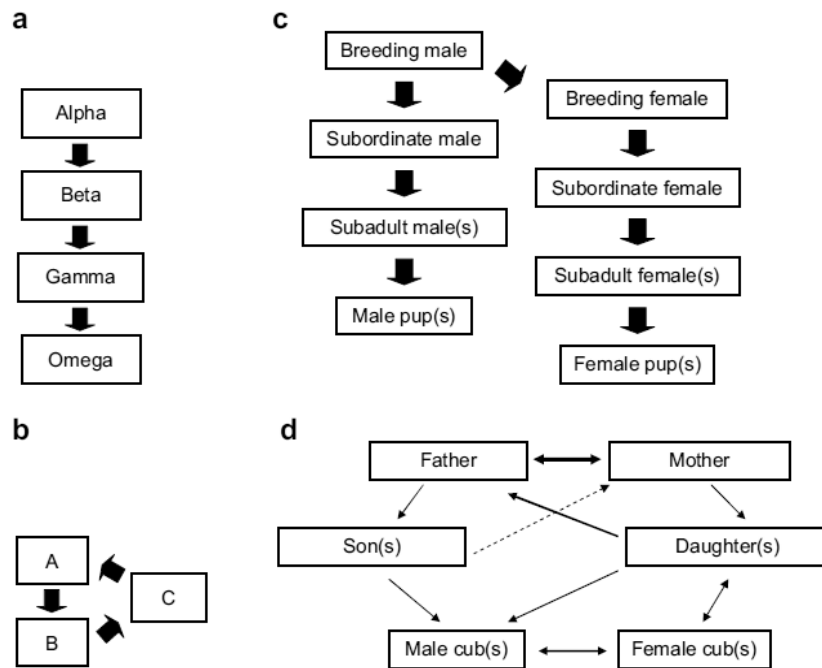 a
Alpha
Beta
Gamma
Omega
b
A
B
C
c
Breeding male
Subordinate male
Subadult male(s)
Male pup(s)
Breeding female
Subordinate female
Subadult female(s)
Female pup(s)
d
Father
Mother
Son(s)
Daughter(s)
Male cub(s)
Female cub(s)